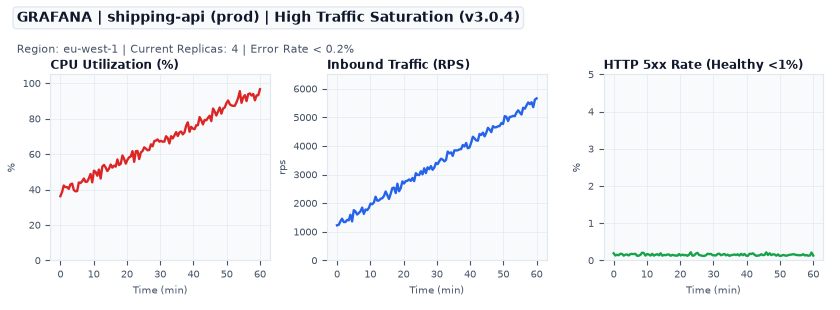 GRAFANA | shipping-api (prod) | High Traffic Saturation (v3.0.4)
Region: eu-west-1 | Current Replicas: 4 | Error Rate < 0.2%
CPU Utilization (%)
100
80
60
40
20
0
%
0 10 20 30 40 50 60
Time (min)
Inbound Traffic (RPS)
6000
5000
4000
3000
2000
1000
0
rps
0 10 20 30 40 50 60
Time (min)
HTTP 5xx Rate (Healthy <1%)
5
4
3
2
1
0
%
0 10 20 30 40 50 60
Time (min)